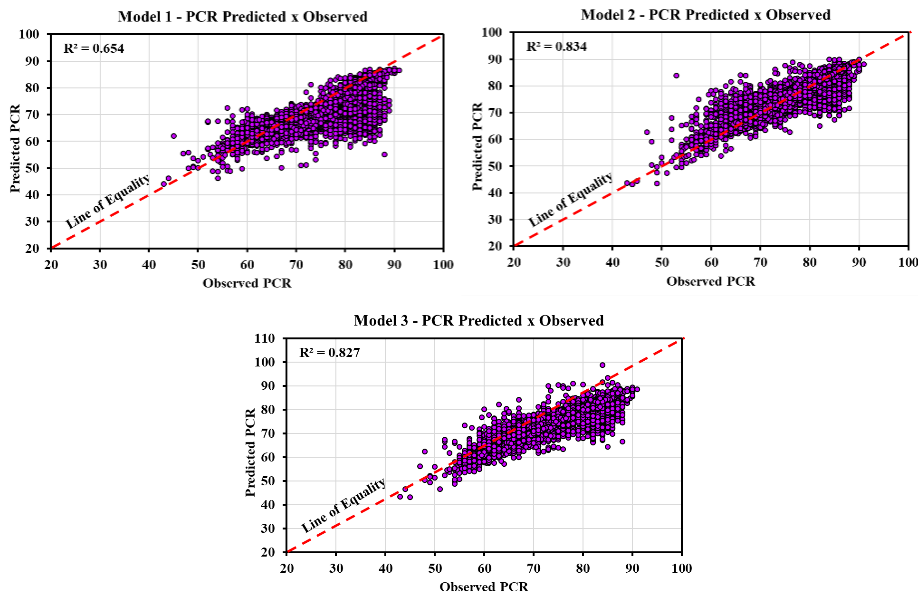 Model 1 - PCR Predicted x Observed
R² = 0.654
100
90
80
70
60
50
40
30
20
Predicted PCR
Line of Equality
20 30 40 50 60 70 80 90 100
Observed PCR
Model 2 - PCR Predicted x Observed
R² = 0.834
100
90
80
70
60
50
40
30
20
Predicted PCR
Line of Equality
20 30 40 50 60 70 80 90 100
Observed PCR
Model 3 - PCR Predicted x Observed
R² = 0.827
110
100
90
80
70
60
50
40
30
20
Predicted PCR
Line of Equality
20 30 40 50 60 70 80 90 100
Observed PCR